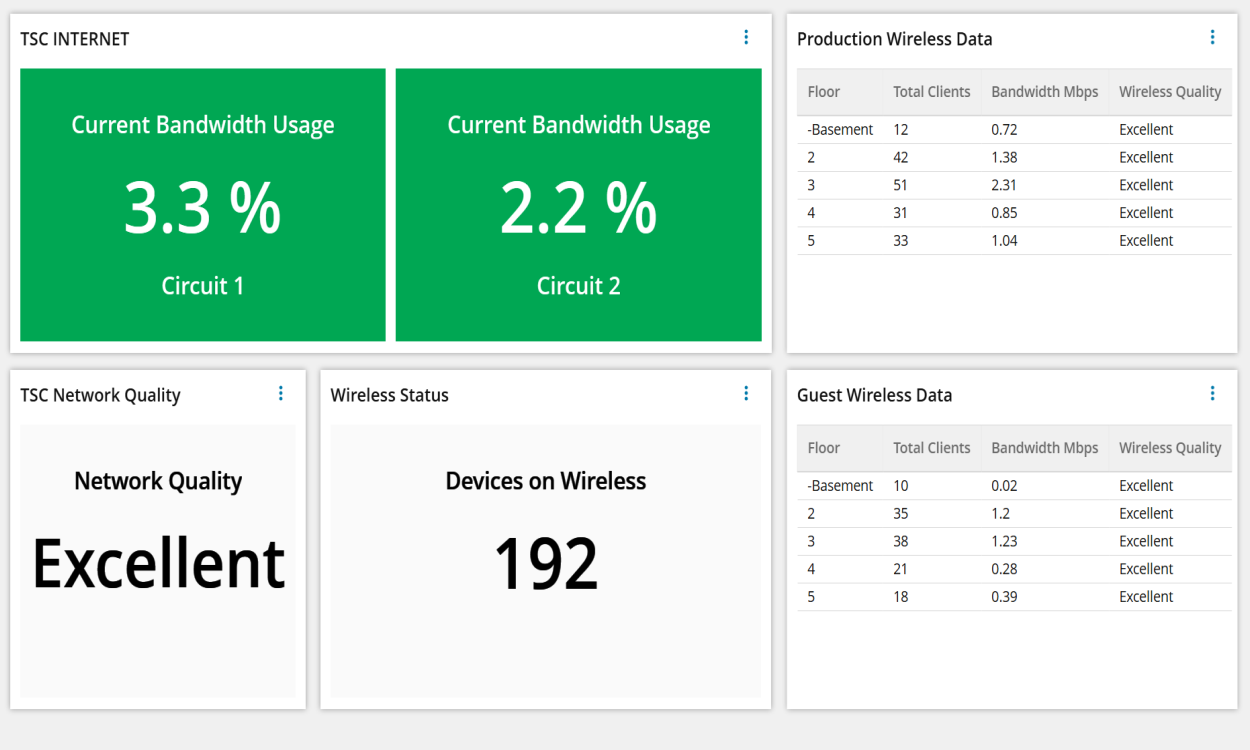 TSC INTERNET
Current Bandwidth Usage
3.3 %
Circuit 1
Current Bandwidth Usage
2.2 %
Circuit 2
Production Wireless Data
Floor Total Clients Bandwidth Mbps Wireless Quality
-Basement 12 0.72 Excellent
2 42 1.38 Excellent
3 51 2.31 Excellent
4 31 0.85 Excellent
5 33 1.04 Excellent
TSC Network Quality
Network Quality
Excellent
Wireless Status
Devices on Wireless
192
Guest Wireless Data
Floor Total Clients Bandwidth Mbps Wireless Quality
-Basement 10 0.02 Excellent
2 35 1.2 Excellent
3 38 1.23 Excellent
4 21 0.28 Excellent
5 18 0.39 Excellent